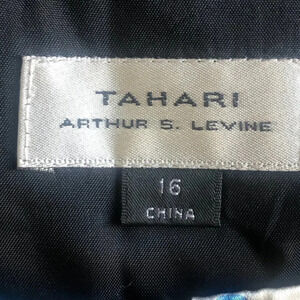 TAHARI
ARTHUR S. LEVINE
16
CHINA